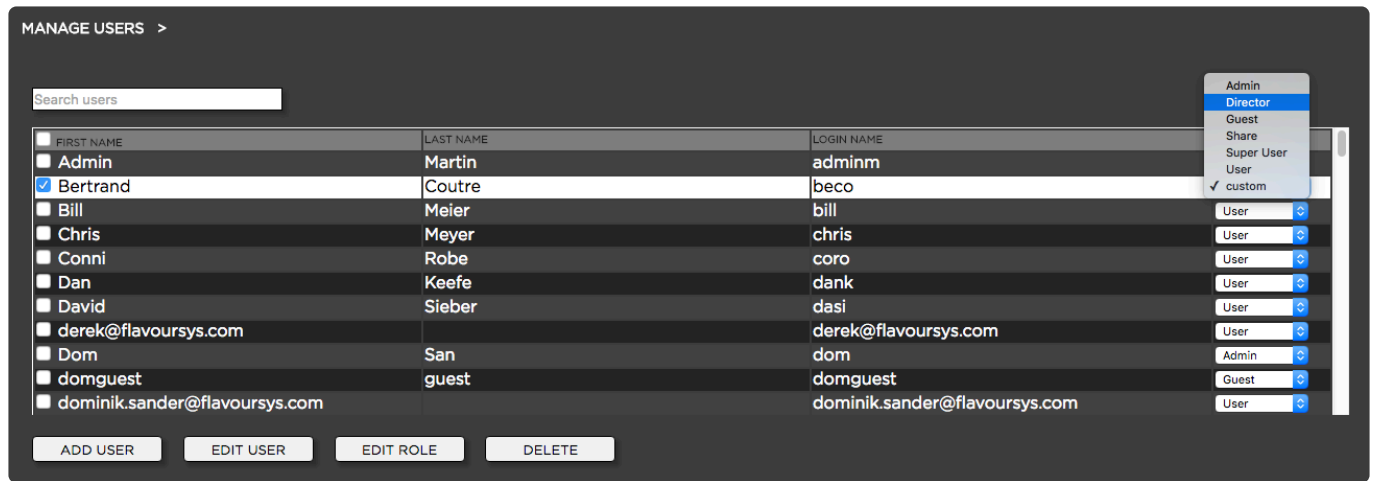 MANAGE USERS >
Search users
Admin
Director
Guest
Share
Super User
User
✓ custom
FIRST NAME LAST NAME LOGIN NAME
Admin Martin adminm
Bertrand Coutre beco
Bill Meier bill User
Chris Meyer chris User
Conni Robe coro User
Dan Keefe dank User
David Sieber dasi User
derek@flavoursys.com derek@flavoursys.com User
Dom San dom Admin
domguest guest domguest Guest
dominik.sander@flavoursys.com dominik.sander@flavoursys.com User
ADD USER EDIT USER EDIT ROLE DELETE